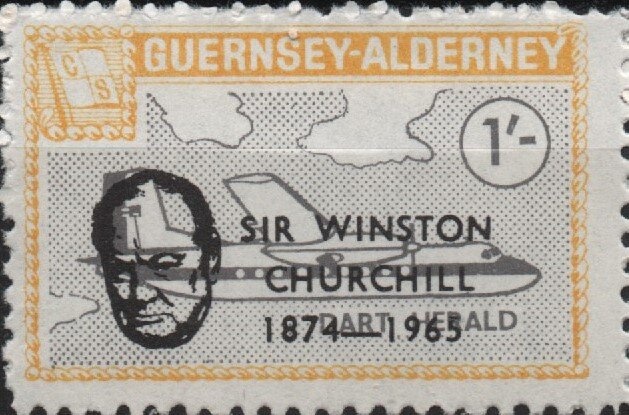 C S
GUERNSEY-ALDERNEY
1'-
SIR WINSTON
CHURCHILL
1874—1965
DART HERALD